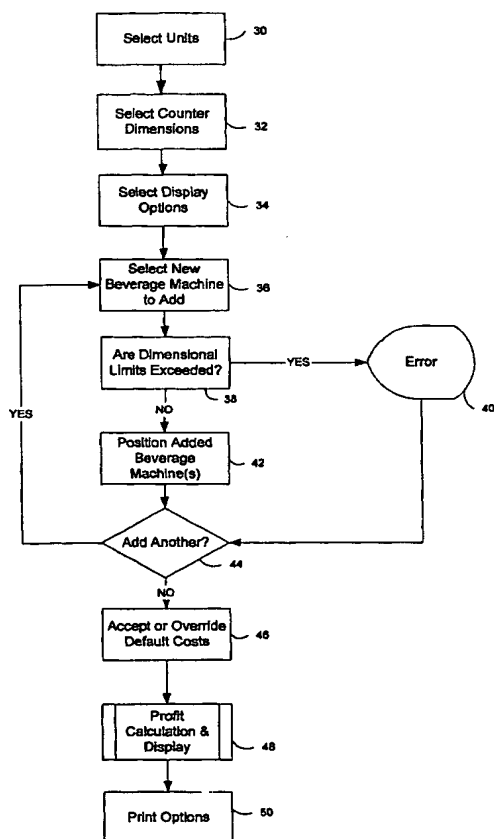 Select Units
30
Select Counter
Dimensions
32
Select Display
Options
34
Select New
Beverage Machine
to Add
36
Are Dimensional
Limits Exceeded?
38
YES
Error
40
YES
NO
Position Added
Beverage
Machine(s)
42
Add Another?
44
NO
Accept or Override
Default Costs
46
Profit
Calculation &
Display
48
Print Options
50